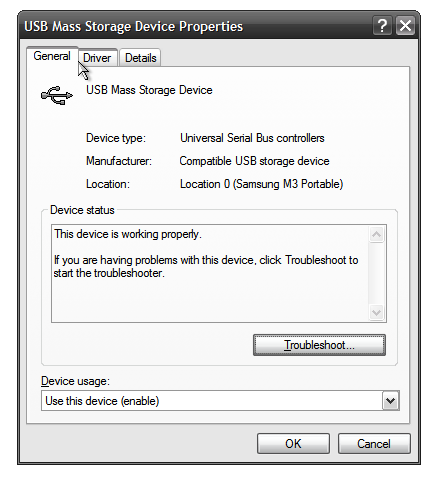 USB Mass Storage Device Properties
General Driver Details
USB Mass Storage Device
Device type: Universal Serial Bus controllers
Manufacturer: Compatible USB storage device
Location: Location 0 (Samsung M3 Portable)
Device status
This device is working properly.
If you are having problems with this device, click Troubleshoot to
start the troubleshooter.
Troubleshoot...
Device usage:
Use this device (enable)
OK Cancel